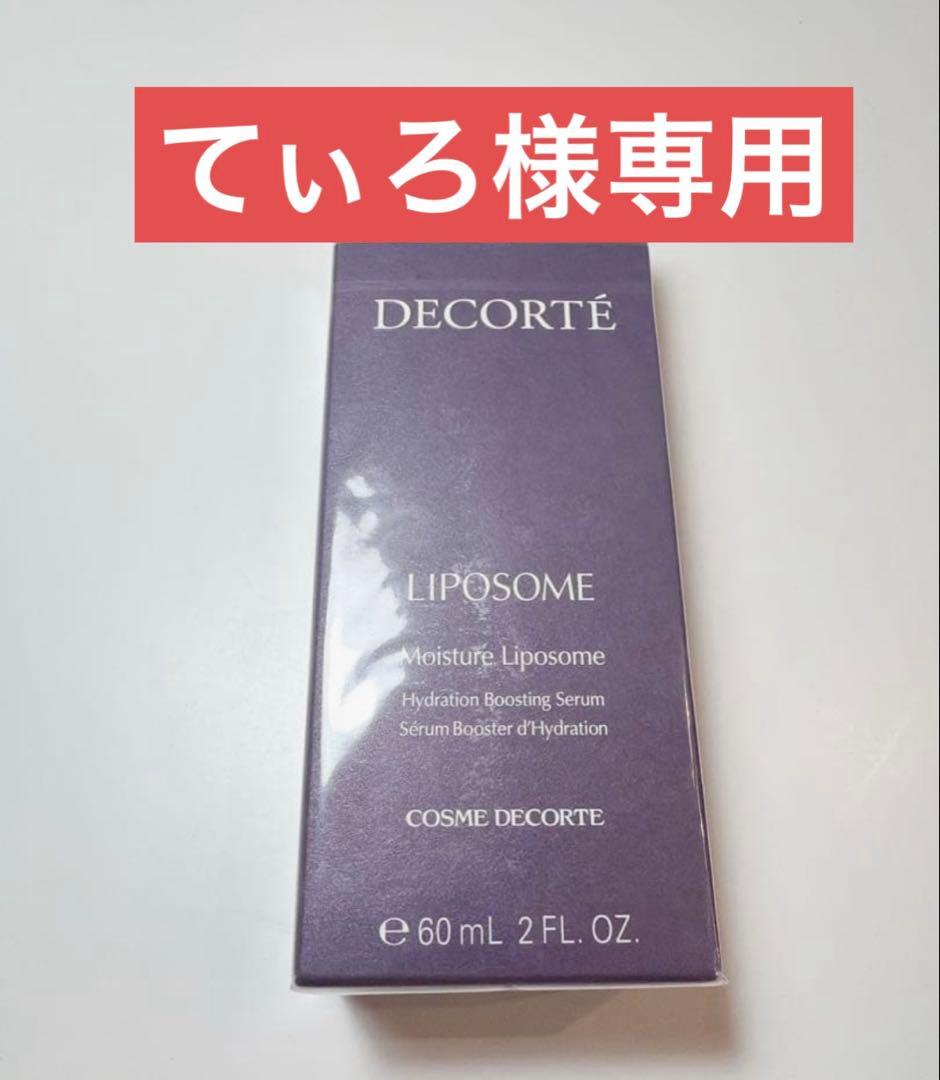 てぃろ様専用
DECORTÉ
LIPOSOME
Moisture Liposome
Hydration Boosting Serum
Sérum Booster d'Hydration
COSME DECORTE
℮ 60 mL 2 FL. OZ.